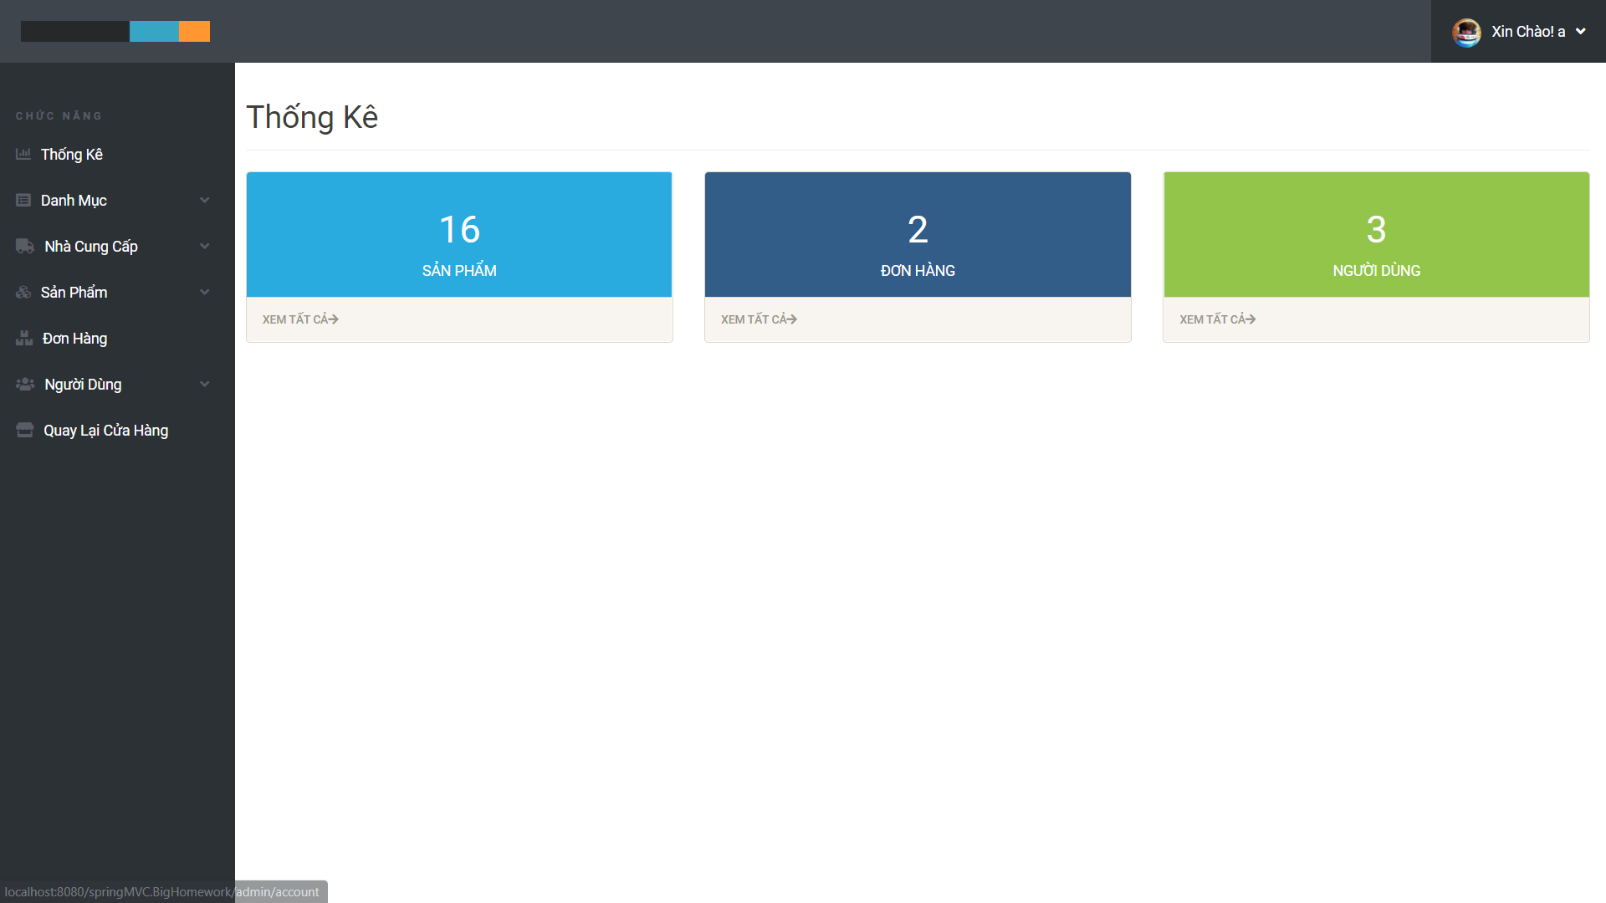 Xin Chào! a
CHỨC NĂNG
Thống Kê
Danh Mục
Nhà Cung Cấp
Sản Phẩm
Đơn Hàng
Người Dùng
Quay Lại Cửa Hàng
Thống Kê
16
SẢN PHẨM
XEM TẤT CẢ
2
ĐƠN HÀNG
XEM TẤT CẢ
3
NGƯỜI DÙNG
XEM TẤT CẢ
localhost:8080/springMVC.BigHomework/admin/account